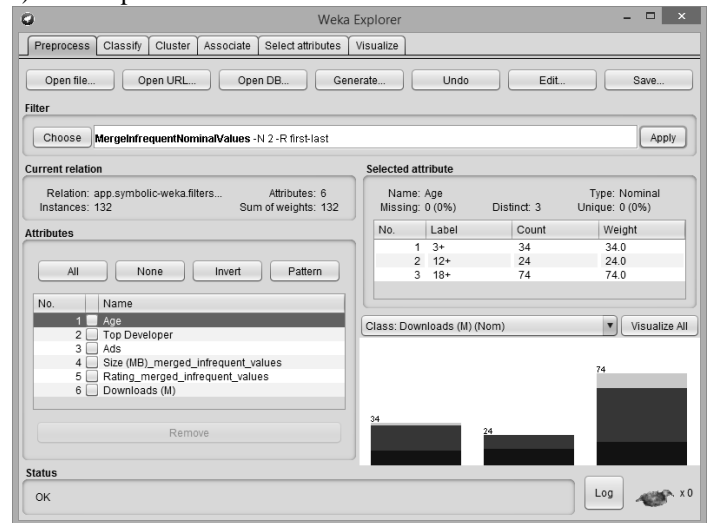 Weka Explorer
Preprocess Classify Cluster Associate Select attributes Visualize
Open file... Open URL... Open DB... Generate... Undo Edit... Save...
Filter
Choose MergeInfrequentNominalValues -N 2 -R first-last Apply
Current relation
Relation: app.symbolic-weka.filters... Attributes: 6
Instances: 132 Sum of weights: 132
Attributes
All None Invert Pattern
No. Name
1 Age
2 Top Developer
3 Ads
4 Size (MB)_merged_infrequent_values
5 Rating_merged_infrequent_values
6 Downloads (M)
Remove
Selected attribute
Name: Age Type: Nominal
Missing: 0 (0%) Distinct: 3 Unique: 0 (0%)
No. Label Count Weight
1 3+ 34 34.0
2 12+ 24 24.0
3 18+ 74 74.0
Class: Downloads (M) (Nom) Visualize All
34
24
74
Status
OK
Log x 0